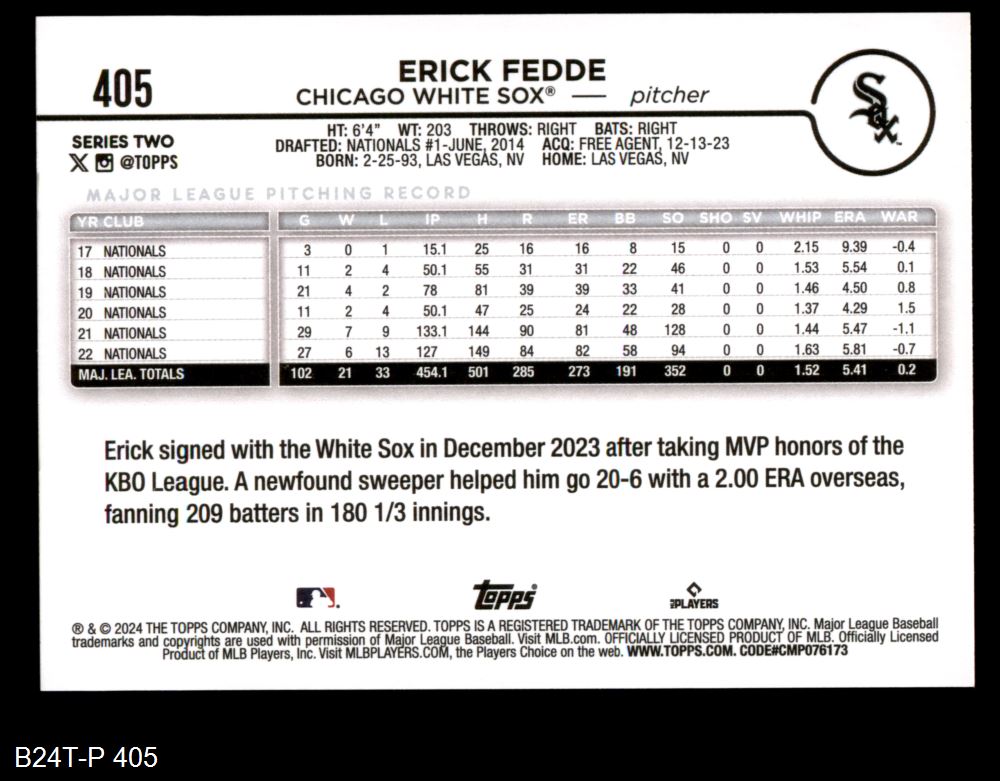 405
ERICK FEDDE
CHICAGO WHITE SOX® — pitcher
Sox
SERIES TWO
@TOPPS
HT: 6'4" WT: 203 THROWS: RIGHT BATS: RIGHT
DRAFTED: NATIONALS #1-JUNE, 2014 ACQ: FREE AGENT, 12-13-23
BORN: 2-25-93, LAS VEGAS, NV HOME: LAS VEGAS, NV
MAJOR LEAGUE PITCHING RECORD
YR CLUB G W L IP H R ER BB SO SHO SV WHIP ERA WAR
17 NATIONALS 3 0 1 15.1 25 16 16 8 15 0 0 2.15 9.39 -0.4
18 NATIONALS 11 2 4 50.1 55 31 31 22 46 0 0 1.53 5.54 0.1
19 NATIONALS 21 4 2 78 81 39 39 33 41 0 0 1.46 4.50 0.8
20 NATIONALS 11 2 4 50.1 47 25 24 22 28 0 0 1.37 4.29 1.5
21 NATIONALS 29 7 9 133.1 144 90 81 48 128 0 0 1.44 5.47 -1.1
22 NATIONALS 27 6 13 127 149 84 82 58 94 0 0 1.63 5.81 -0.7
MAJ. LEA. TOTALS 102 21 33 454.1 501 285 273 191 352 0 0 1.52 5.41 0.2
Erick signed with the White Sox in December 2023 after taking MVP honors of the
KBO League. A newfound sweeper helped him go 20-6 with a 2.00 ERA overseas,
fanning 209 batters in 180 1/3 innings.
Topps®
MLBPLAYERS
® & © 2024 THE TOPPS COMPANY, INC. ALL RIGHTS RESERVED. TOPPS IS A REGISTERED TRADEMARK OF THE TOPPS COMPANY, INC. Major League Baseball
trademarks and copyrights are used with permission of Major League Baseball. Visit MLB.com. OFFICIALLY LICENSED PRODUCT OF MLB. Officially Licensed
Product of MLB Players, Inc. Visit MLBPLAYERS.COM, the Players Choice on the web. WWW.TOPPS.COM. CODE#CMP076173
B24T-P 405